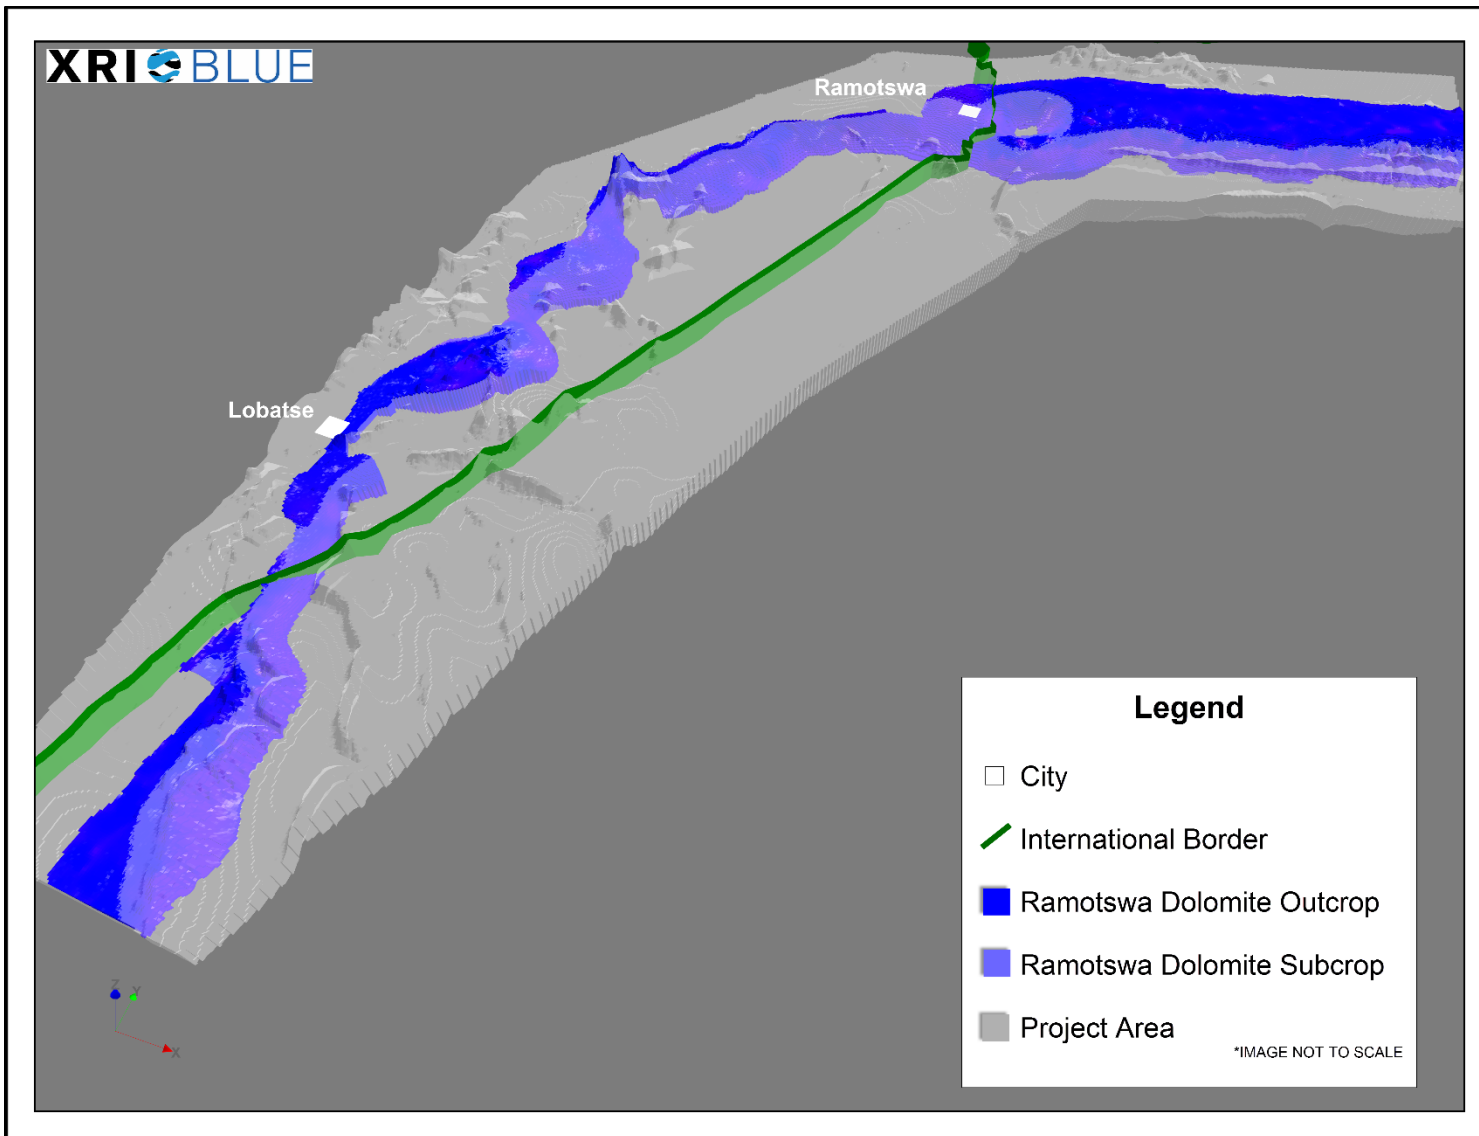 XRI BLUE
Ramotswa
Lobatse
Legend
City
International Border
Ramotswa Dolomite Outcrop
Ramotswa Dolomite Subcrop
Project Area
*IMAGE NOT TO SCALE
Z
Y
X